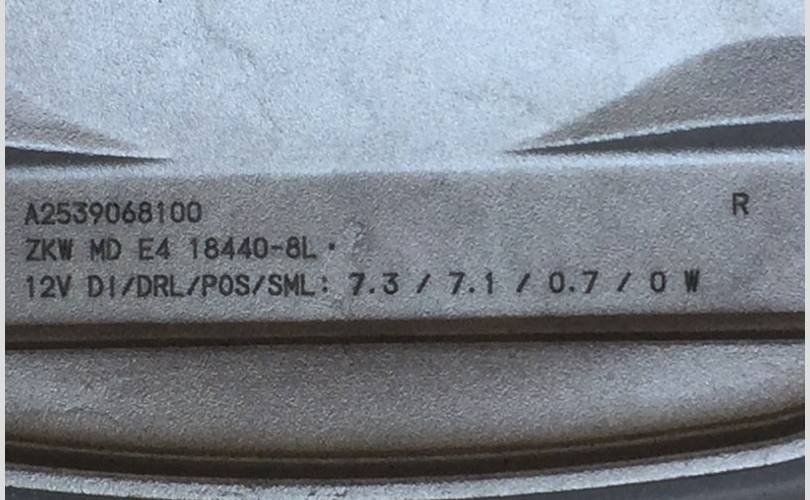 A2539068100 R
ZKW MD E4 18440-8L
12V DI/DRL/POS/SML: 7.3 / 7.1 / 0.7 / 0 W